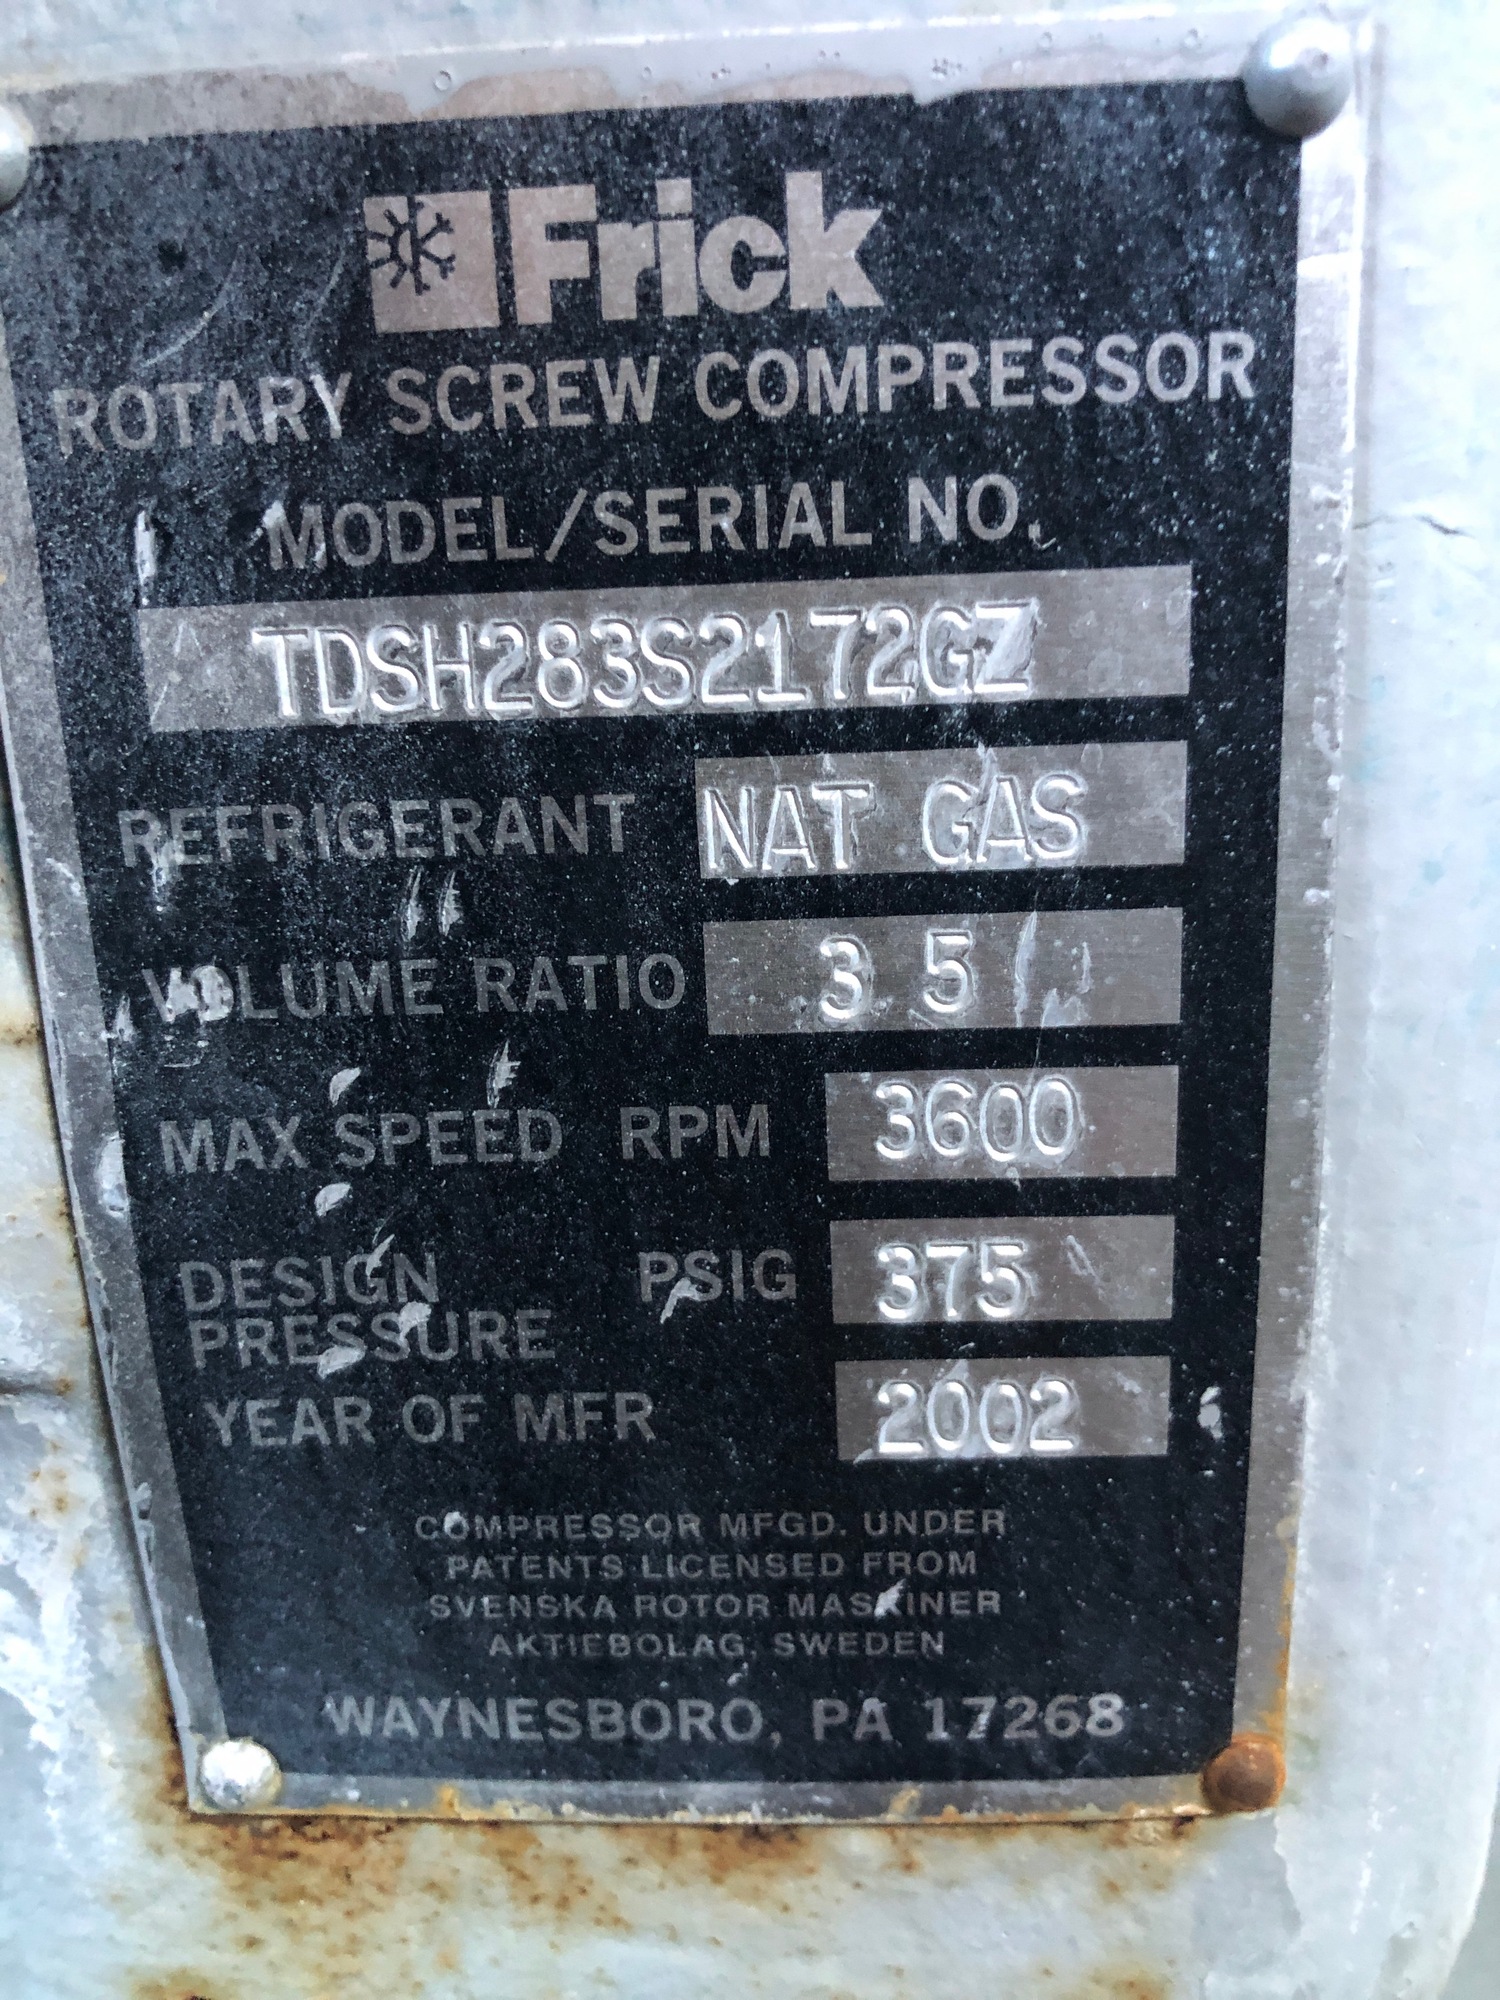 Frick
ROTARY SCREW COMPRESSOR
MODEL/SERIAL NO.
TDSH283S2172GZ
REFRIGERANT NAT GAS
VOLUME RATIO 3 5
MAX SPEED RPM 3600
DESIGN PRESSURE PSIG 375
YEAR OF MFR 2002
COMPRESSOR MFGD. UNDER
PATENTS LICENSED FROM
SVENSKA ROTOR MASKINER
AKTIEBOLAG, SWEDEN
WAYNESBORO, PA 17268